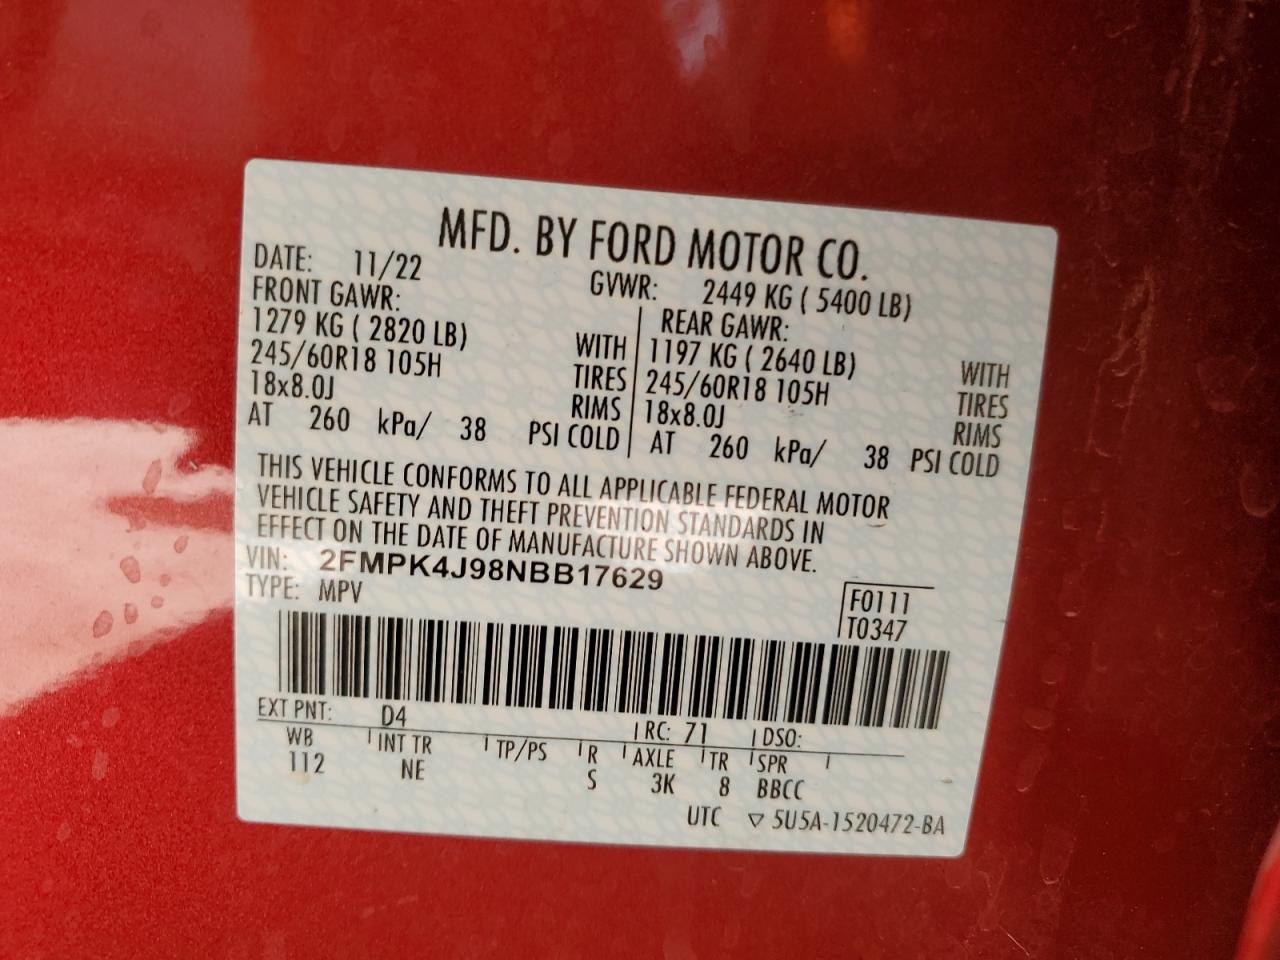 MFD. BY FORD MOTOR CO.
DATE: 11/22 GVWR: 2449 KG ( 5400 LB)
FRONT GAWR: REAR GAWR:
1279 KG ( 2820 LB) WITH 1197 KG ( 2640 LB) WITH
245/60R18 105H TIRES 245/60R18 105H TIRES
18x8.0J RIMS 18x8.0J RIMS
AT 260 kPa/ 38 PSI COLD AT 260 kPa/ 38 PSI COLD
THIS VEHICLE CONFORMS TO ALL APPLICABLE FEDERAL MOTOR
VEHICLE SAFETY AND THEFT PREVENTION STANDARDS IN
EFFECT ON THE DATE OF MANUFACTURE SHOWN ABOVE.
VIN: 2FMPK4J98NBB17629
TYPE: MPV F0111
T0347
EXT PNT: D4 RC: 71 DSO:
WB INT TR TP/PS R AXLE TR SPR
112 NE S 3K 8 BBCC
UTC ▽ 5U5A-1520472-BA